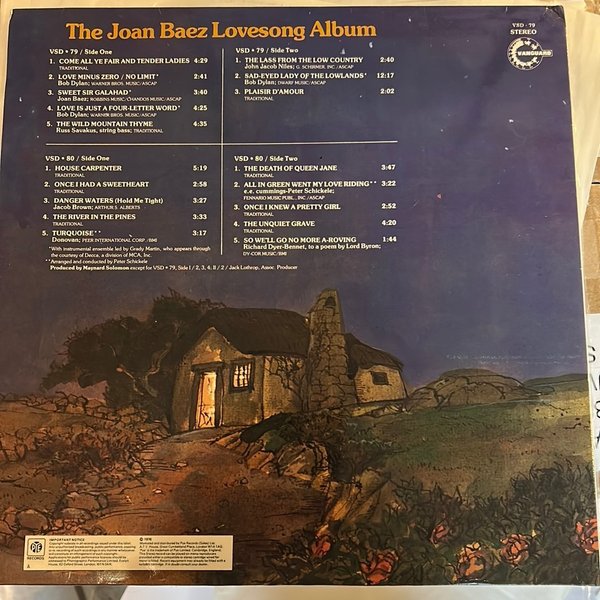 The Joan Baez Lovesong Album
VSD • 79
STEREO
VANGUARD
VSD • 79 / Side One
1. COME ALL YE FAIR AND TENDER LADIES 4:29
TRADITIONAL
2. LOVE MINUS ZERO / NO LIMIT* 2:41
Bob Dylan; WARNER BROS. MUSIC/ASCAP
3. SWEET SIR GALAHAD* 3:40
Joan Baez; ROBBINS MUSIC/CHANDOS MUSIC/ASCAP
4. LOVE IS JUST A FOUR-LETTER WORD* 4:25
Bob Dylan; WARNER BROS. MUSIC/ASCAP
5. THE WILD MOUNTAIN THYME 4:35
Russ Savakus, string bass; TRADITIONAL
VSD • 79 / Side Two
1. THE LASS FROM THE LOW COUNTRY 2:40
John Jacob Niles; G. SCHIRMER, INC./ASCAP
2. SAD-EYED LADY OF THE LOWLANDS* 12:17
Bob Dylan; DWARF MUSIC/ASCAP
3. PLAISIR D'AMOUR 2:02
TRADITIONAL
VSD • 80 / Side One
1. HOUSE CARPENTER 5:19
TRADITIONAL
2. ONCE I HAD A SWEETHEART 2:58
TRADITIONAL
3. DANGER WATERS (Hold Me Tight) 3:27
Jacob Brown; ARTHUR S. ALBERTS
4. THE RIVER IN THE PINES 3:33
TRADITIONAL
5. TURQUOISE** 3:17
Donovan; PEER INTERNATIONAL CORP./BMI
*With instrumental ensemble led by Grady Martin, who appears
through the courtesy of Decca, a division of MCA, Inc.
**Arranged and conducted by Peter Schickele
Produced by Maynard Solomon except for VSD • 79, Side I / 2, 3, 4; II / 2 / Jack Lothrop, Assoc. Producer
VSD • 80 / Side Two
1. THE DEATH OF QUEEN JANE 3:47
TRADITIONAL
2. ALL IN GREEN WENT MY LOVE RIDING** 3:22
e.e. cummings-Peter Schickele;
FENNARIO MUSIC PUBL., INC./ASCAP
3. ONCE I KNEW A PRETTY GIRL 2:52
TRADITIONAL
4. THE UNQUIET GRAVE 4:20
TRADITIONAL
5. SO WE'LL GO NO MORE A-ROVING 1:44
Richard Dyer-Bennet, to a poem by Lord Byron;
DY-COR MUSIC/BMI
PYE
RECORDS
IMPORTANT NOTICE